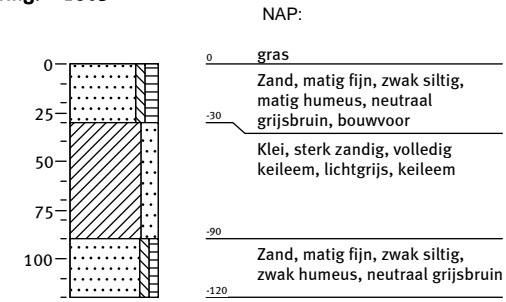 NAP:
0 gras
0
Zand, matig fijn, zwak siltig,
matig humeus, neutraal
grijsbruin, bouwvoor
25
-30
Klei, sterk zandig, volledig
keileem, lichtgrijs, keileem
50
75
-90
Zand, matig fijn, zwak siltig,
zwak humeus, neutraal grijsbruin
100
-120